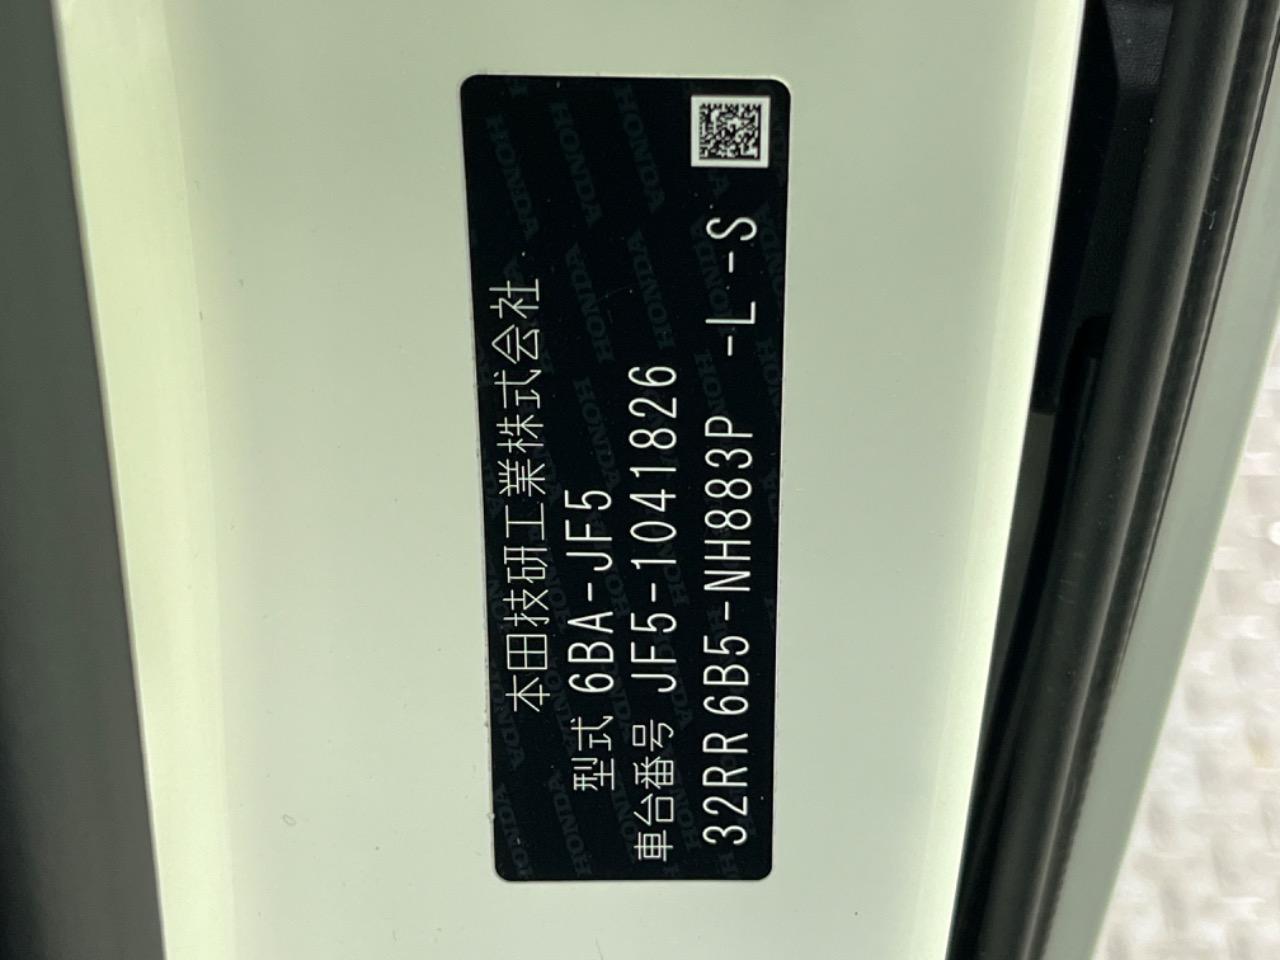 本田技研工業株式会社
型式 6BA-JF5
車台番号 JF5-1041826
32RR6B5-NH883P -L -S